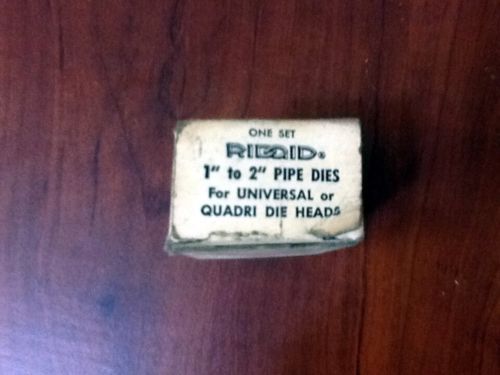 ONE SET
RIDGID®
1" to 2" PIPE DIES
For UNIVERSAL or
QUADRI DIE HEADS